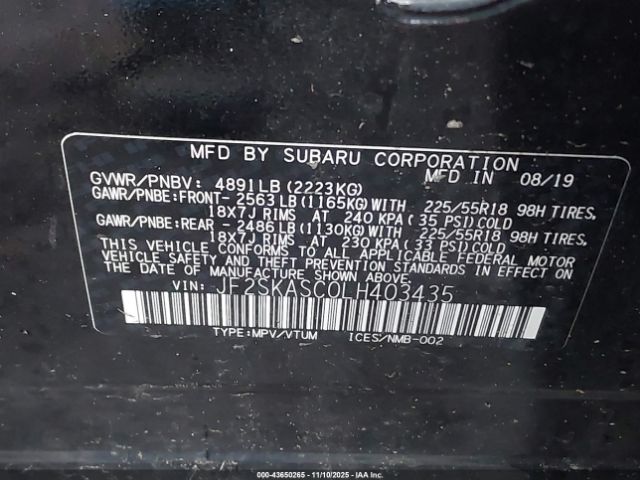 MFD BY SUBARU CORPORATION
MFD IN 08/19
GVWR/PNBV: 4891LB(2223KG)
GAWR/PNBE:FRONT- 2563LB(1165KG)WITH 225/55R18 98H TIRES,
18X7J RIMS AT 240 KPA(35 PSI)COLD
GAWR/PNBE:REAR - 2486LB(1130KG)WITH 225/55R18 98H TIRES,
18X7J RIMS AT 230 KPA(33 PSI)COLD
THIS VEHICLE CONFORMS TO ALL APPLICABLE FEDERAL MOTOR
VEHICLE SAFETY AND THEFT PREVENTION STANDARDS IN EFFECT ON
THE DATE OF MANUFACTURE SHOWN ABOVE.
VIN: JF2SKASC0LH403435
TYPE:MPV/VTUM ICES/NMB-002
000-43650265 - 11/10/2025 - IAAI.COM